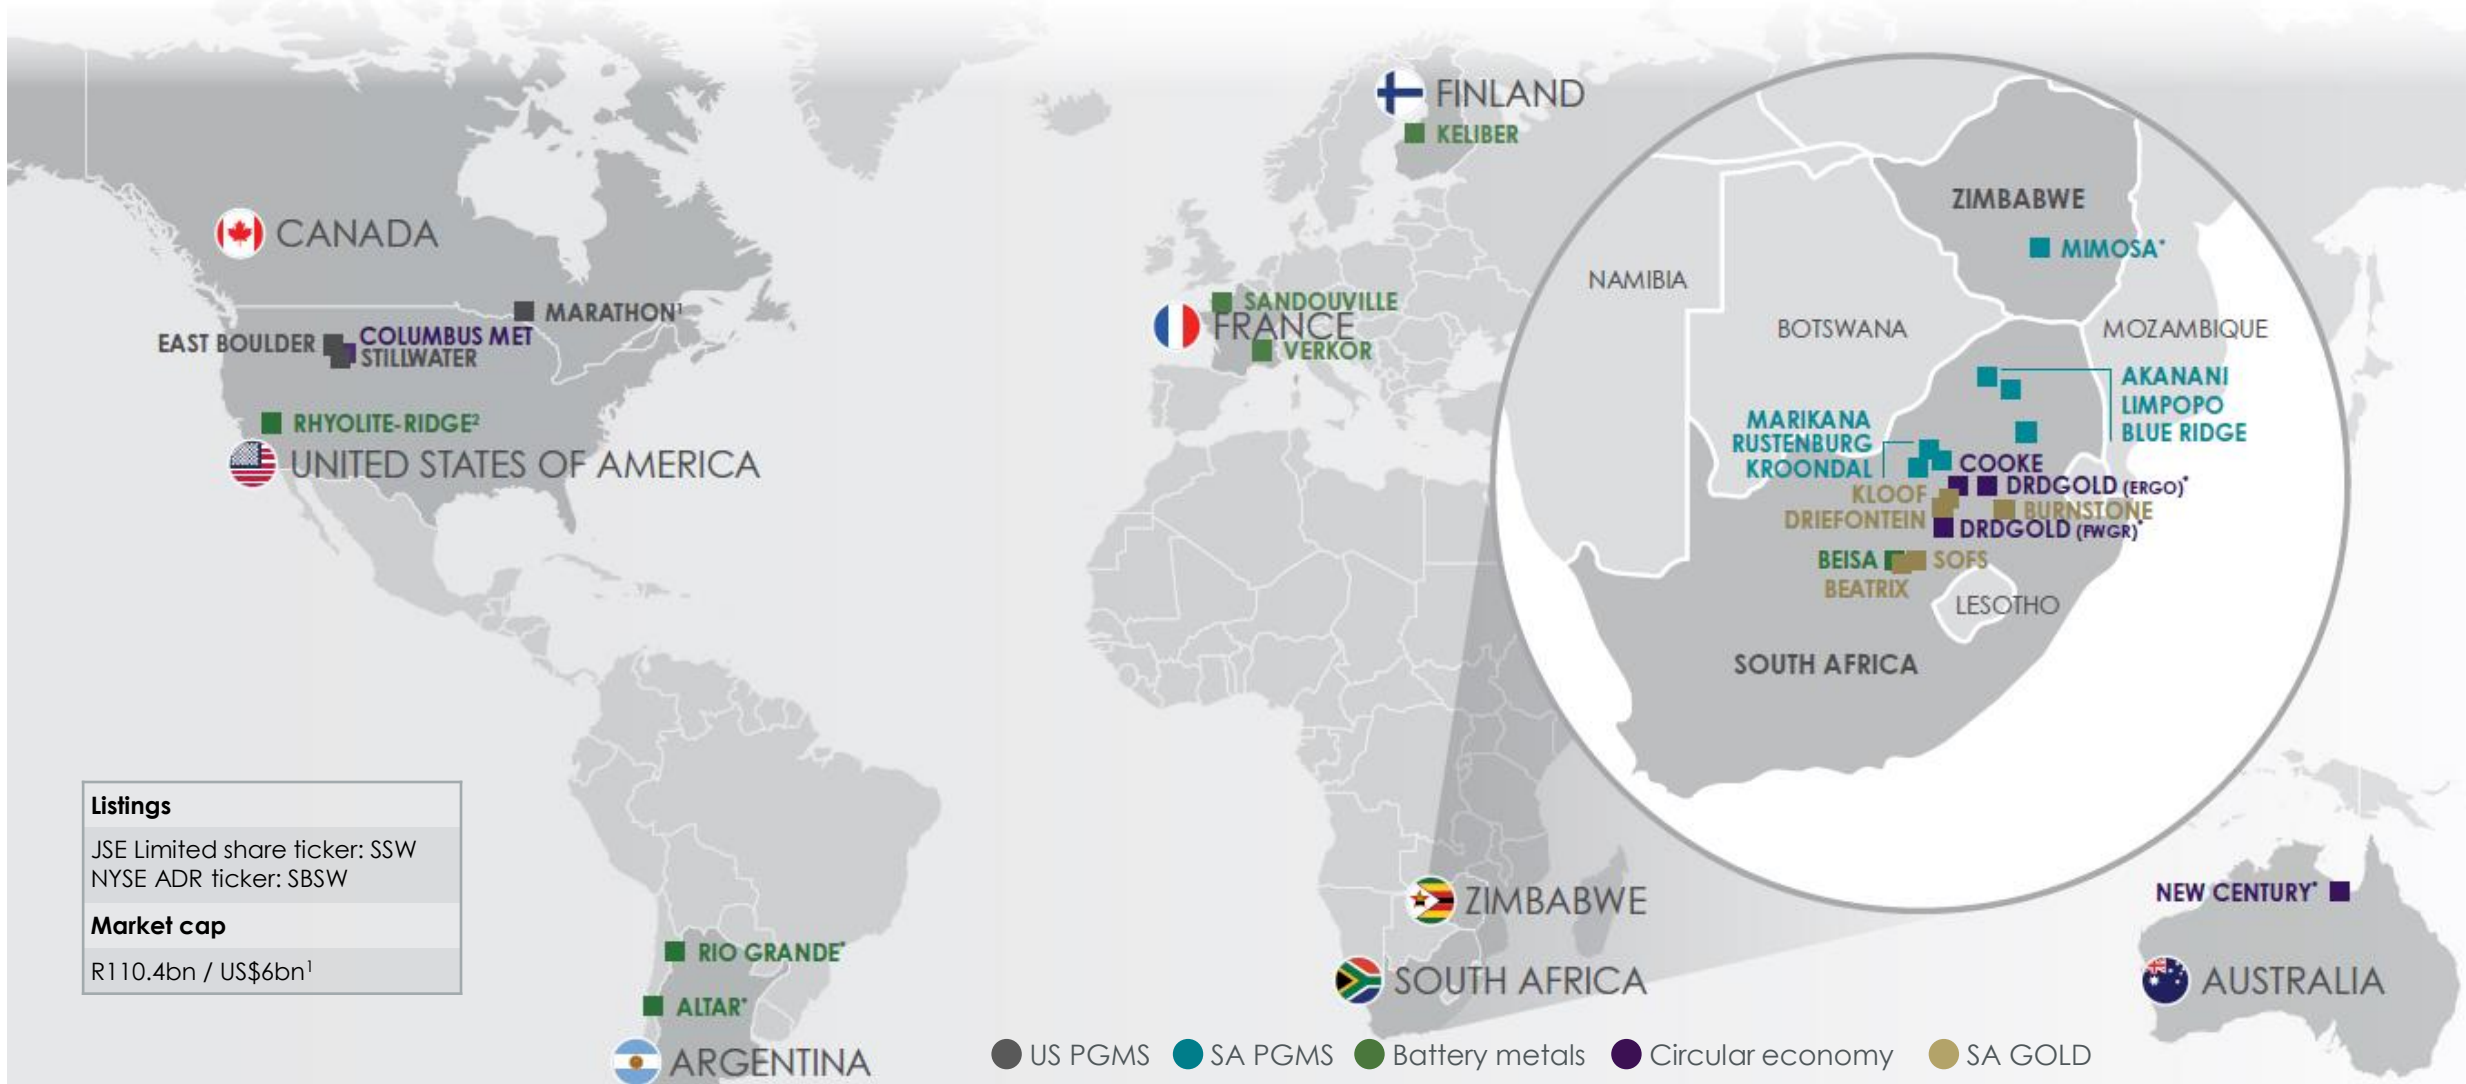 FINLAND
KELIBER
CANADA
MARATHON¹
EAST BOULDER
COLUMBUS MET
STILLWATER
RHYOLITE-RIDGE²
UNITED STATES OF AMERICA
SANDOUVILLE
FRANCE
VERKOR
ZIMBABWE
MIMOSA*
NAMIBIA
BOTSWANA
MOZAMBIQUE
AKANANI
LIMPOPO
BLUE RIDGE
MARIKANA
RUSTENBURG
KROONDAL
COOKE
DRDGOLD (ERGO)*
KLOOF
BURNSTONE
DRIEFONTEIN
DRDGOLD (FWGR)*
BEISA
SOFS
BEATRIX
LESOTHO
SOUTH AFRICA
Listings
JSE Limited share ticker: SSW
NYSE ADR ticker: SBSW
Market cap
R110.4bn / US$6bn¹
RIO GRANDE*
ALTAR*
ARGENTINA
ZIMBABWE
SOUTH AFRICA
NEW CENTURY*
AUSTRALIA
US PGMS
SA PGMS
Battery metals
Circular economy
SA GOLD